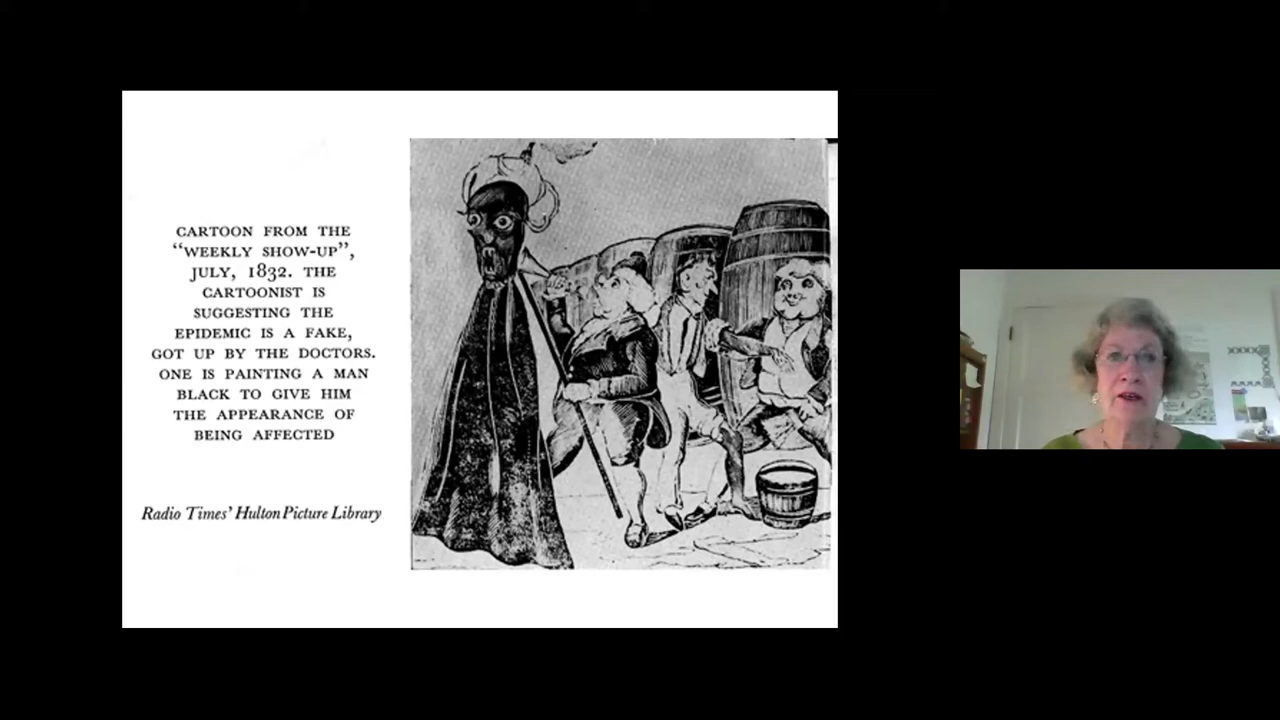 CARTOON FROM THE
“WEEKLY SHOW-UP”,
JULY, 1832. THE
CARTOONIST IS
SUGGESTING THE
EPIDEMIC IS A FAKE,
GOT UP BY THE DOCTORS.
ONE IS PAINTING A MAN
BLACK TO GIVE HIM
THE APPEARANCE OF
BEING AFFECTED
Radio Times’ Hulton Picture Library